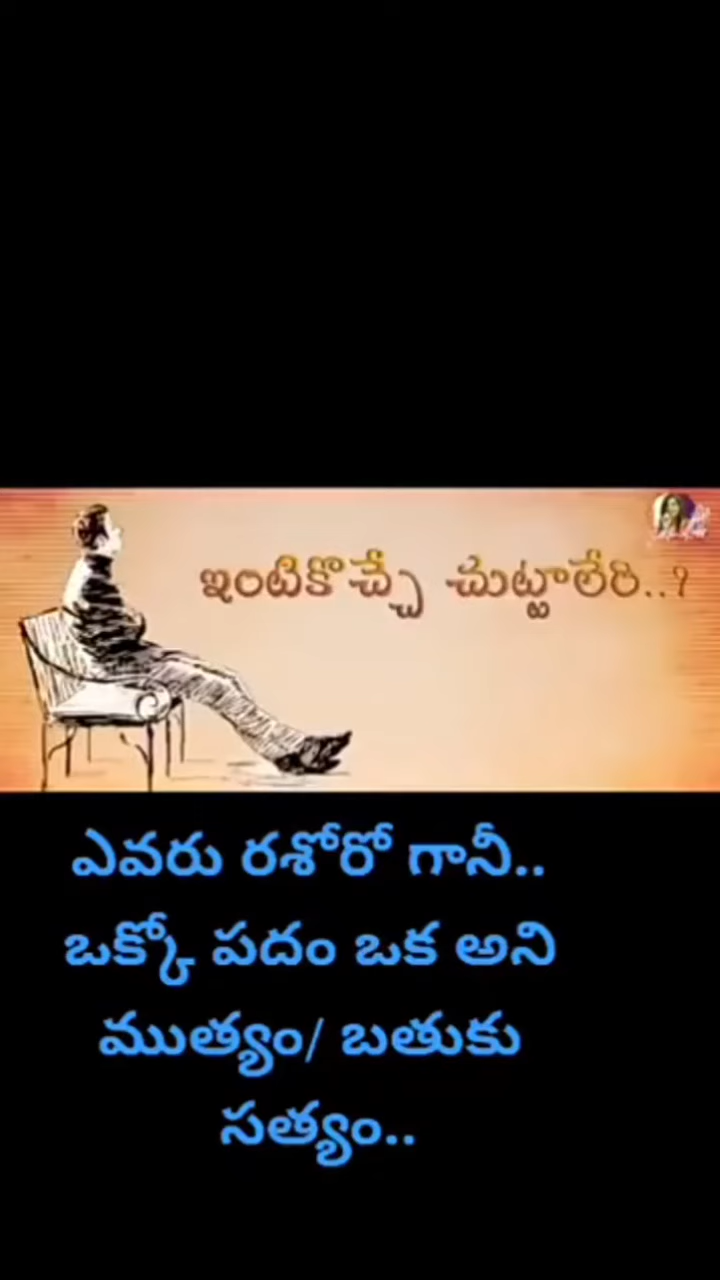 ఇంటికొచ్చే చుట్టాలేరి..?
ఎవరు రశోరో గానీ..
ఒక్కో పదం ఒక అని
ముత్యం/ బతుకు
సత్యం..